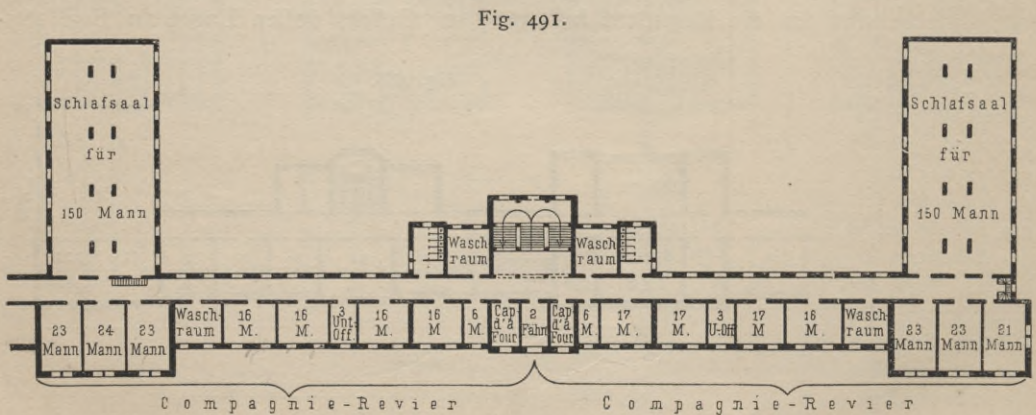 Fig. 491.
Schlafsaal
für
150 Mann
Schlafsaal
für
150 Mann
Wasch
raum
Wasch
raum
23
Mann
24
Mann
23
Mann
Wasch-
raum
16
M.
16
M.
3
Unt-
Off.
16
M.
16
M
5
M.
Cap
d'à
Four
2
Fähn.
Cap
d'à
Four
6
M.
17
M.
17
M.
3
U-Off
17
M
16
M.
Wasch
raum
23
Mann
23
Mann
21
Mann
Compagnie-Revier
Compagnie-Revier